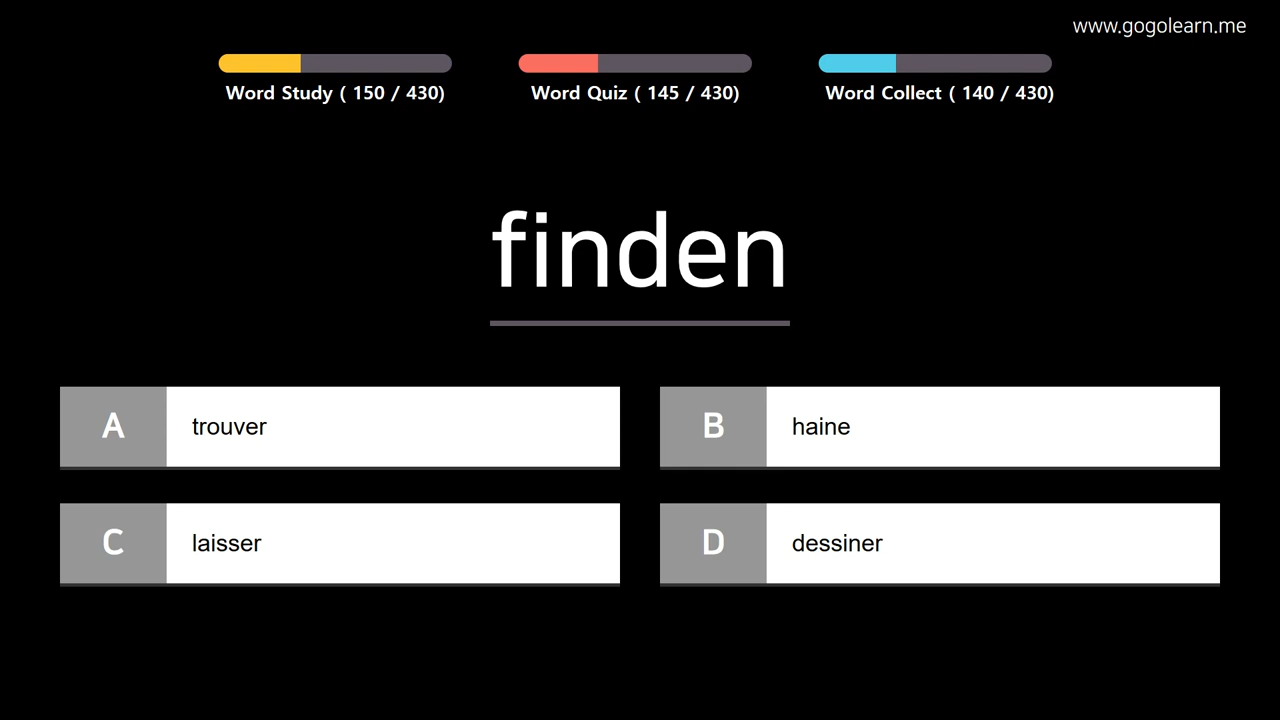 www.gogolearn.me
Word Study ( 150 / 430)
Word Quiz ( 145 / 430)
Word Collect ( 140 / 430)
finden
A
trouver
B
haine
C
laisser
D
dessiner